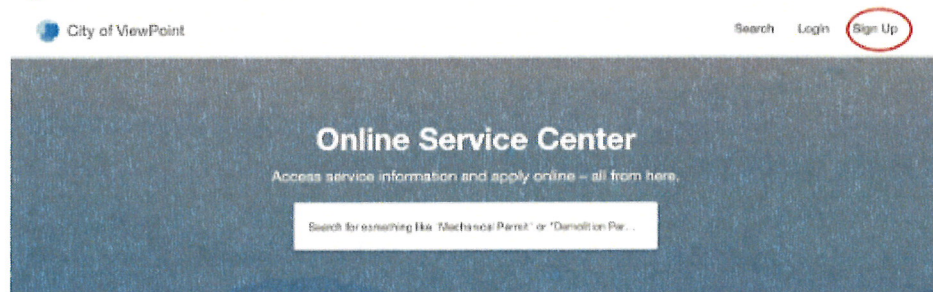 City of ViewPoint
Search Login Sign Up
Online Service Center
Access service information and apply online – all from here.
Search for something like "Mechanical Permit" or "Demolition Per...